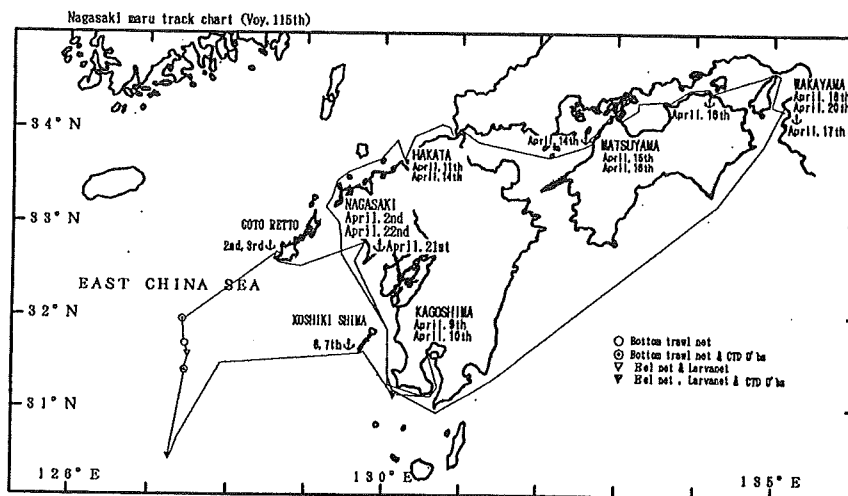 Nagasaki maru track chart (Voy. 115th)
34° N
33° N
32° N
31° N
126° E
130° E
135° E
WAKAYAMA
April. 18th
April. 20th
April. 17th
April. 16th
April. 14th
MATSUYAMA
April. 15th
April. 16th
HAKATA
April. 11th
April. 14th
NAGASAKI
April. 2nd
April. 22nd
April. 21st
GOTO RETTO
2nd, 3rd
EAST CHINA SEA
KOSHIKI SHIMA
6, 7th
KAGOSHIMA
April. 9th
April. 10th
Bottom trawl net
Bottom trawl net & CTD O'bs
Eel net & Larvanet
Eel net, Larvanet & CTD O'bs